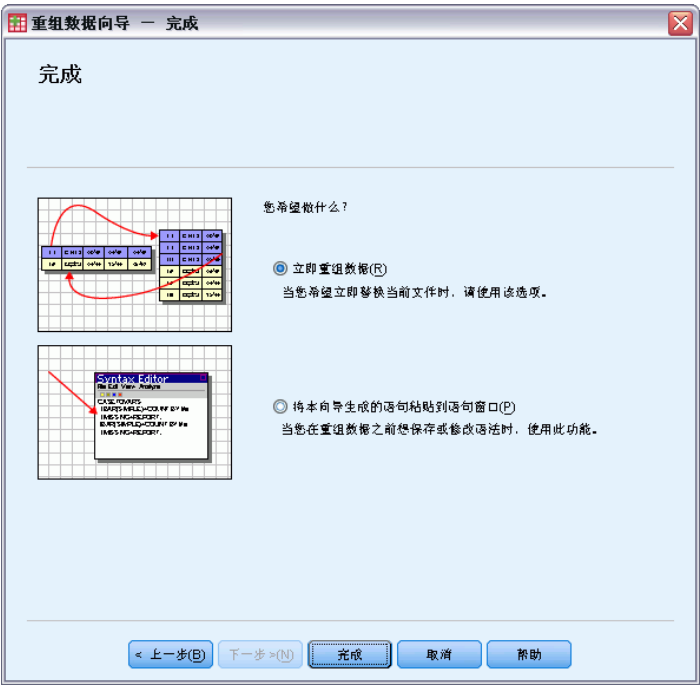 重组数据向导 — 完成
完成
您希望做什么?
立即重组数据(R)
当您希望立即替换当前文件时，请使用该选项。
Syntax Editor
File Edit View Analyze
将本向导生成的语句粘贴到语句窗口(P)
当您在重组数据之前想保存或修改语法时，使用此功能。
< 上一步(B)
下一步 >(N)
完成
取消
帮助